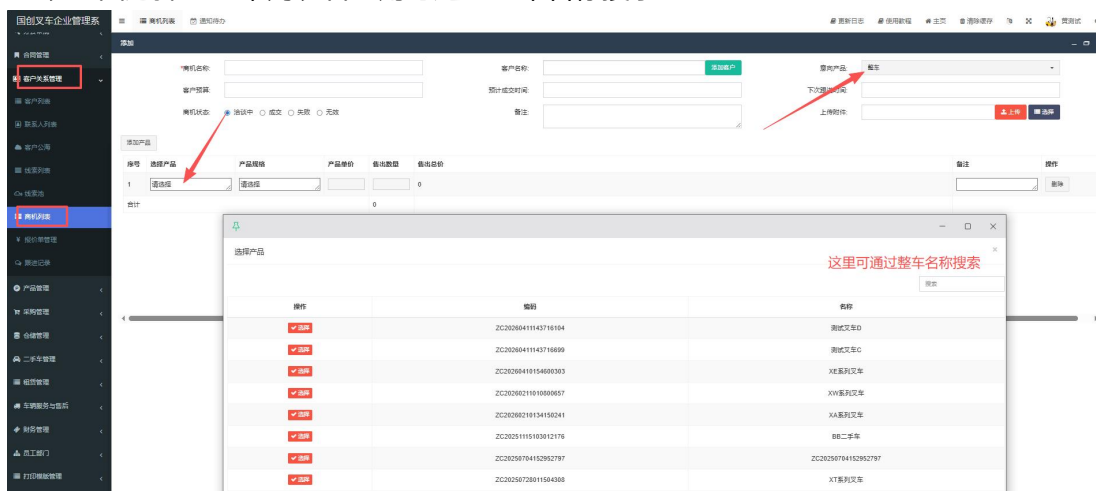 国创叉车企业管理系
商机列表 通知待办
更新日志 使用教程 主页 清除缓存 黄测试
添加
合同管理
客户关系管理
客户列表
联系人列表
客户公海
线索列表
线索池
商机列表
报价单管理
跟进记录
产品管理
采购管理
仓储管理
二手车管理
租赁管理
车辆服务与售后
财务管理
员工部门
打印模板管理
*商机名称: 客户名称: 添加客户 意向产品: 整车
客户预算: 预计成交时间: 下次跟进时间:
商机状态: 洽谈中 成交 失败 无效 备注: 上传附件: 上传 选择
添加产品
序号 选择产品 产品规格 产品单价 售出数量 售出总价 备注 操作
1 请选择 请选择 0 删除
合计 0
选择产品
这里可通过整车名称搜索
搜索
操作 编码 名称
选择 ZC20260411143716104 测试叉车D
选择 ZC20260411143716699 测试叉车C
选择 ZC20260410154600303 XE系列叉车
选择 ZC20260211010800657 XW系列叉车
选择 ZC20260210134150241 XA系列叉车
选择 ZC20251115103012176 BB二手车
选择 ZC20250704152952797 ZC20250704152952797
选择 ZC20250728011504308 XT系列叉车